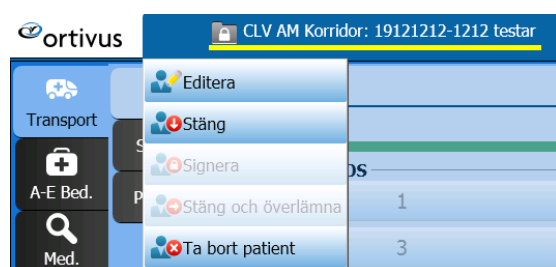 ortivus
CLV AM Korridor: 19121212-1212 testar
Transport
Editera
Stäng
S
Signera
os
A-E Bed.
P
Stäng och överlämna
1
Med.
Ta bort patient
3